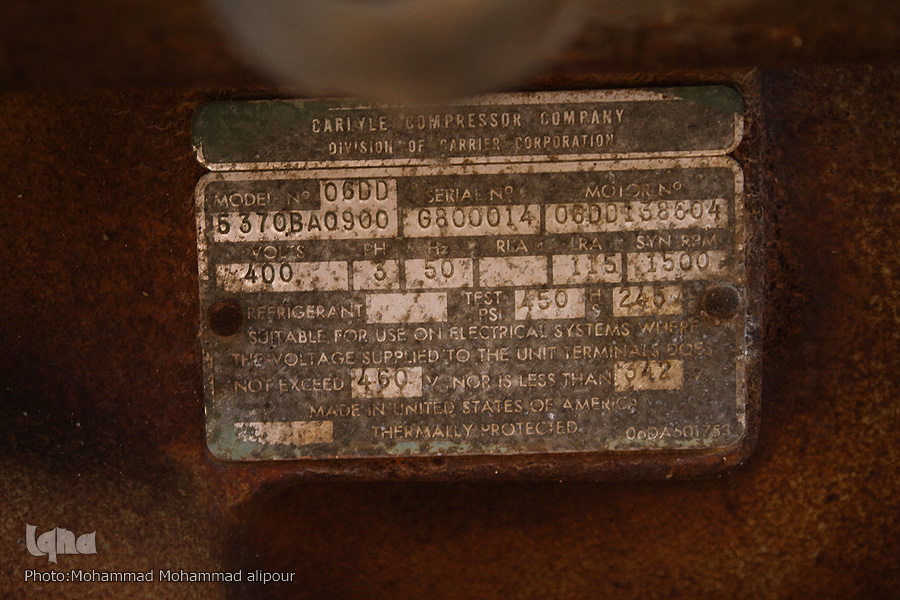 CARLYLE COMPRESSOR COMPANY
DIVISION OF CARRIER CORPORATION
MODEL Nº 06DD SERIAL Nº MOTOR Nº
5370BA0900 G800014 06DD138604
VOLTS PH Hz RLA LRA SYN RPM
400 3 50 115 1500
REFRIGERANT TEST PSI 450 H S 245
SUITABLE FOR USE ON ELECTRICAL SYSTEMS WHERE
THE VOLTAGE SUPPLIED TO THE UNIT TERMINALS DOES
NOT EXCEED 460 V NOR IS LESS THAN 342 V
MADE IN UNITED STATES OF AMERICA
THERMALLY PROTECTED 06DA501753
Iqna
Photo:Mohammad Mohammad alipour